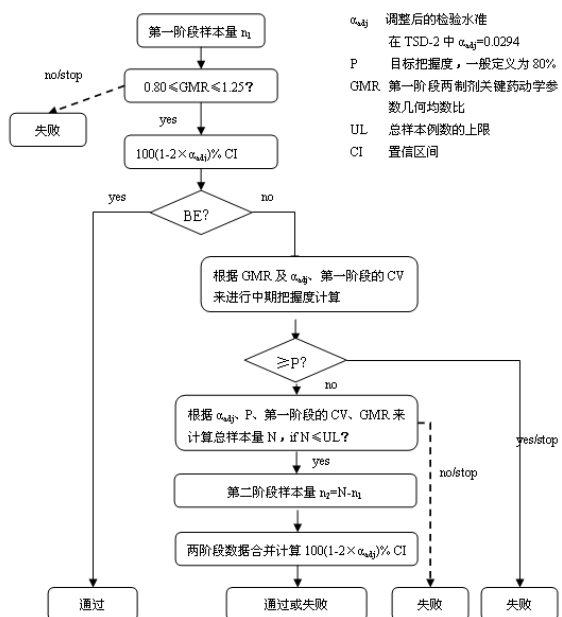 第一阶段样本量 n₁
no/stop
0.80≤GMR≤1.25?
失败
yes
100(1-2×αadj)% CI
yes
no
BE?
根据 GMR 及 αadj、第一阶段的 CV
来进行中期把握度计算
≥P?
no
根据 αadj、P、第一阶段的 CV、GMR 来
计算总样本量 N，if N≤UL？
yes/stop
yes
no/stop
第二阶段样本量 n₂=N-n₁
两阶段数据合并计算 100(1-2×αadj)% CI
通过
通过或失败
失败
失败
αadj 调整后的检验水准
在 TSD-2 中 αadj=0.0294
P 目标把握度，一般定义为 80%
GMR 第一阶段两制剂关键药动学参
数几何均数比
UL 总样本例数的上限
CI 置信区间